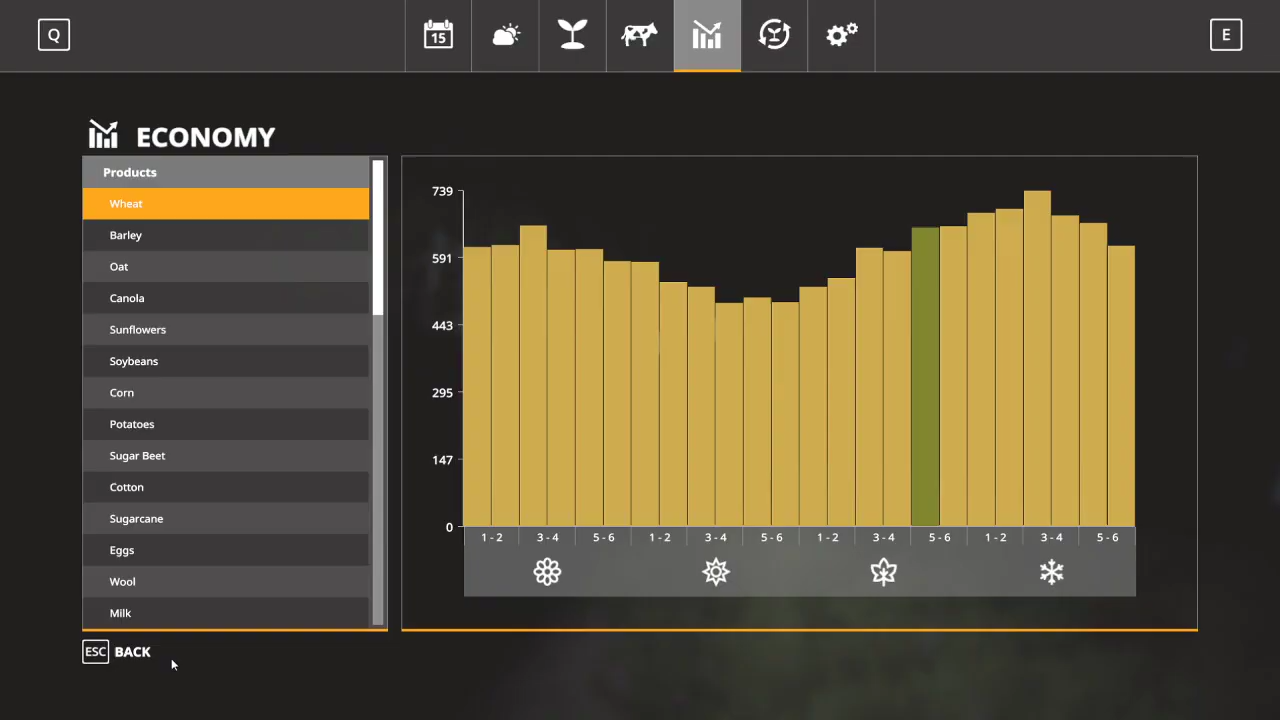 Q
15
E
ECONOMY
Products
Wheat
Barley
Oat
Canola
Sunflowers
Soybeans
Corn
Potatoes
Sugar Beet
Cotton
Sugarcane
Eggs
Wool
Milk
739
591
443
295
147
0
1 - 2 3 - 4 5 - 6 1 - 2 3 - 4 5 - 6 1 - 2 3 - 4 5 - 6 1 - 2 3 - 4 5 - 6
ESC BACK